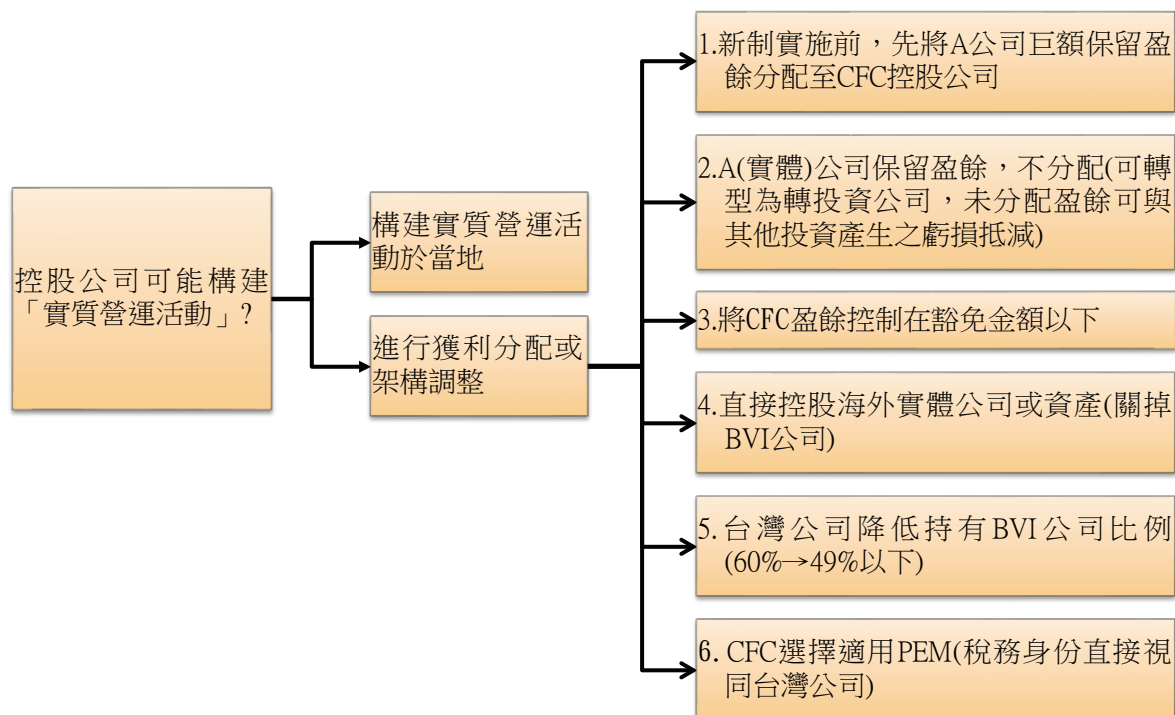 控股公司可能構建
「實質營運活動」?
構建實質營運活
動於當地
進行獲利分配或
架構調整
1.新制實施前，先將A公司巨額保留盈
餘分配至CFC控股公司
2.A(實體)公司保留盈餘，不分配(可轉
型為轉投資公司，未分配盈餘可與
其他投資產生之虧損抵減)
3.將CFC盈餘控制在豁免金額以下
4.直接控股海外實體公司或資產(關掉
BVI公司)
5.台灣公司降低持有BVI公司比例
(60%→49%以下)
6. CFC選擇適用PEM(稅務身份直接視
同台灣公司)